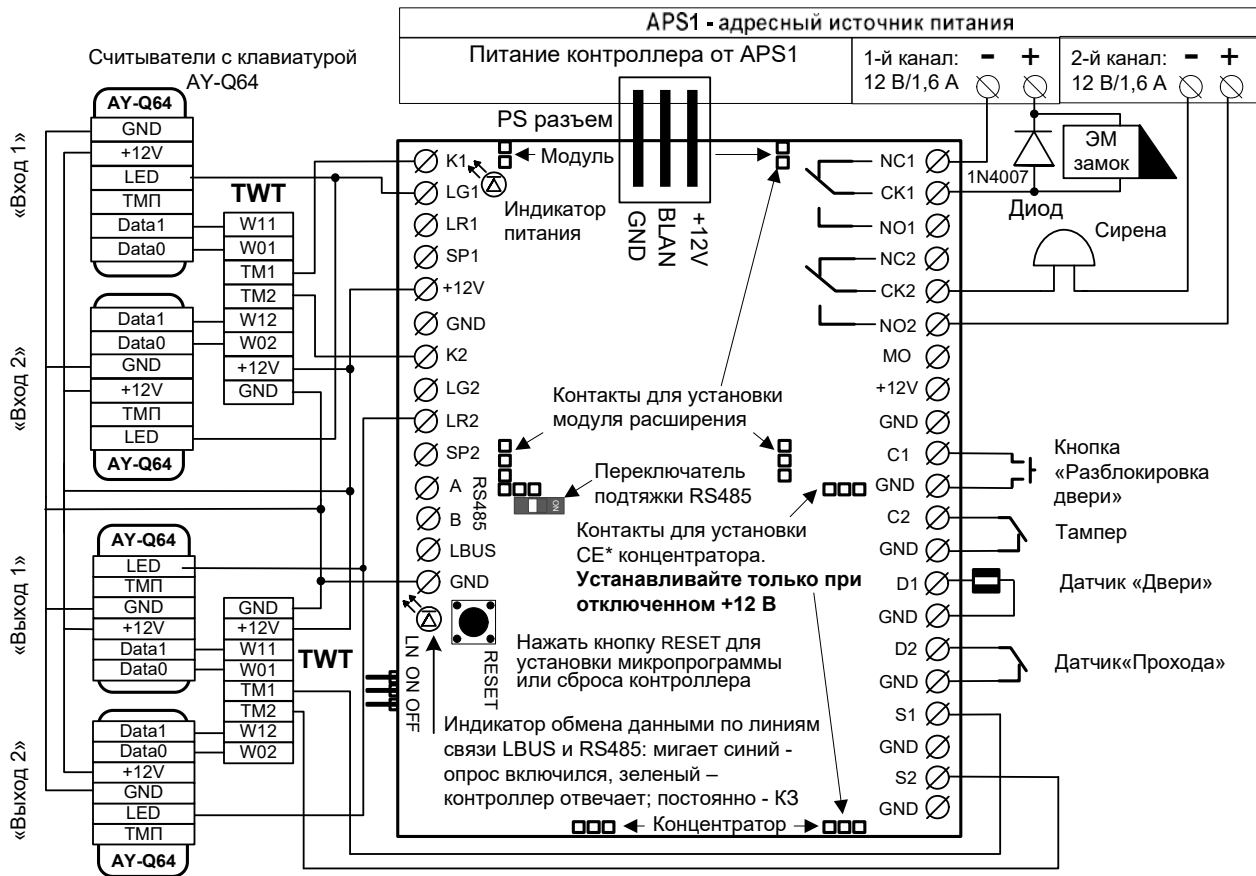 APS1 - адресный источник питания
Питание контроллера от APS1
1-й канал: - +
12 В/1,6 А
2-й канал: - +
12 В/1,6 А
Считыватели с клавиатурой
AY-Q64
«Вход 1»
AY-Q64
GND
+12V
LED
ТМП
Data1
Data0
«Вход 2»
Data1
Data0
GND
+12V
ТМП
LED
AY-Q64
TWT
W11
W01
TM1
TM2
W12
W02
+12V
GND
«Выход 1»
AY-Q64
LED
ТМП
GND
+12V
Data1
Data0
«Выход 2»
Data1
Data0
+12V
GND
LED
ТМП
AY-Q64
GND
+12V
W11
W01
TM1
TM2
W12
W02
TWT
K1
LG1
LR1
SP1
+12V
GND
K2
LG2
LR2
SP2
A
B
RS485
LBUS
GND
LN ON OFF
RESET
PS разъем
Модуль
Индикатор
питания
GND
BLAN
+12V
Контакты для установки
модуля расширения
Переключатель
подтяжки RS485
ON
Контакты для установки
CE* концентратора.
Устанавливайте только при
отключенном +12 В
Нажать кнопку RESET для
установки микропрограммы
или сброса контроллера
Индикатор обмена данными по линиям
связи LBUS и RS485: мигает синий -
опрос включился, зеленый –
контроллер отвечает; постоянно - КЗ
Концентратор
NC1
CK1
NO1
NC2
CK2
NO2
MO
+12V
GND
C1
GND
C2
GND
D1
GND
D2
GND
S1
GND
S2
GND
1N4007
Диод
ЭМ
замок
Сирена
Кнопка
«Разблокировка
двери»
Тампер
Датчик «Двери»
Датчик«Прохода»